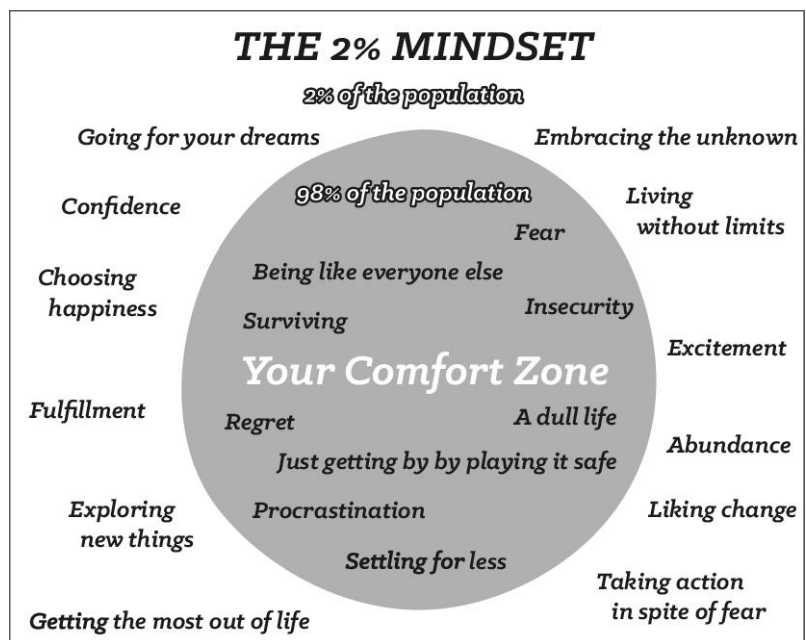 THE 2% MINDSET
2% of the population
Going for your dreams
Embracing the unknown
98% of the population
Confidence
Living
without limits
Fear
Being like everyone else
Choosing
happiness
Insecurity
Surviving
Excitement
Your Comfort Zone
Fulfillment
Regret
A dull life
Abundance
Just getting by by playing it safe
Exploring
new things
Procrastination
Liking change
Settling for less
Taking action
in spite of fear
Getting the most out of life